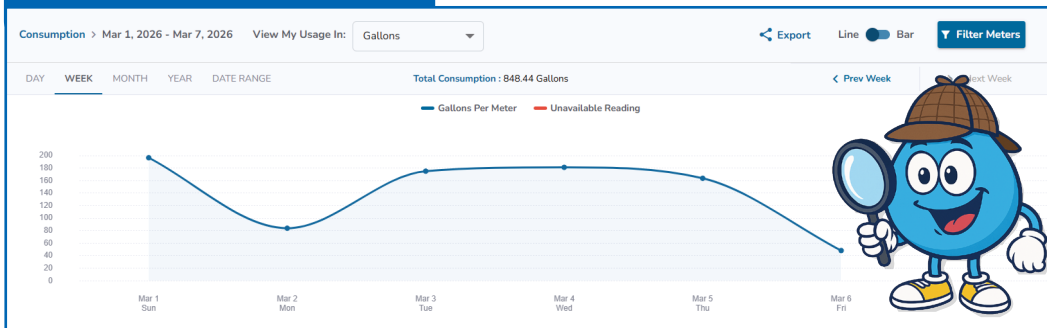 Consumption > Mar 1, 2026 - Mar 7, 2026 View My Usage In: Gallons Export Line Bar Filter Meters
DAY WEEK MONTH YEAR DATE RANGE Total Consumption : 848.44 Gallons Prev Week Next Week
Gallons Per Meter Unavailable Reading
200
180
160
140
120
100
80
60
40
20
0
Mar 1 Mar 2 Mar 3 Mar 4 Mar 5 Mar 6
Sun Mon Tue Wed Thu Fri